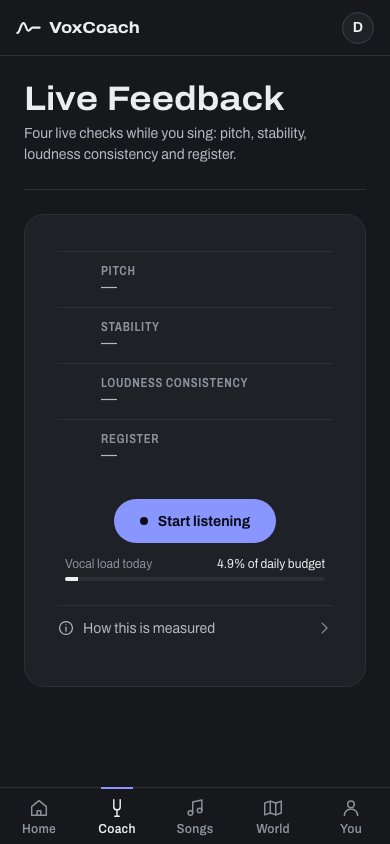 VoxCoach
D
Live Feedback
Four live checks while you sing: pitch, stability,
loudness consistency and register.
PITCH
—
STABILITY
—
LOUDNESS CONSISTENCY
—
REGISTER
—
Start listening
Vocal load today 4.9% of daily budget
How this is measured
Home Coach Songs World You